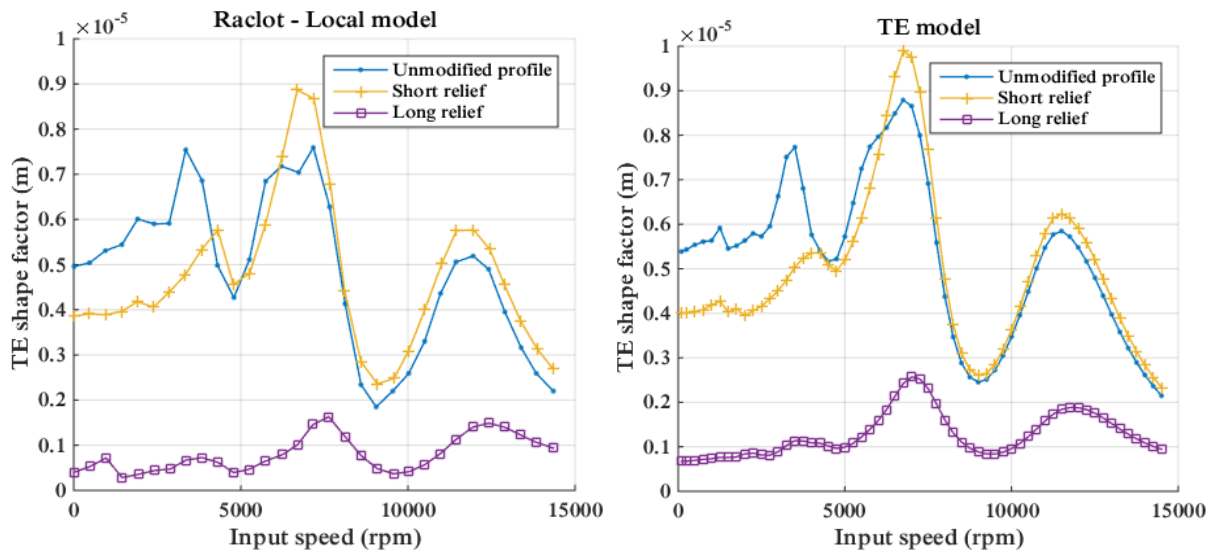 Raclot - Local model
×10⁻⁵
1
0.9
0.8
0.7
0.6
0.5
0.4
0.3
0.2
0.1
0
TE shape factor (m)
Unmodified profile
Short relief
Long relief
0 5000 10000 15000
Input speed (rpm)
TE model
×10⁻⁵
1
0.9
0.8
0.7
0.6
0.5
0.4
0.3
0.2
0.1
0
TE shape factor (m)
Unmodified profile
Short relief
Long relief
0 5000 10000 15000
Input speed (rpm)